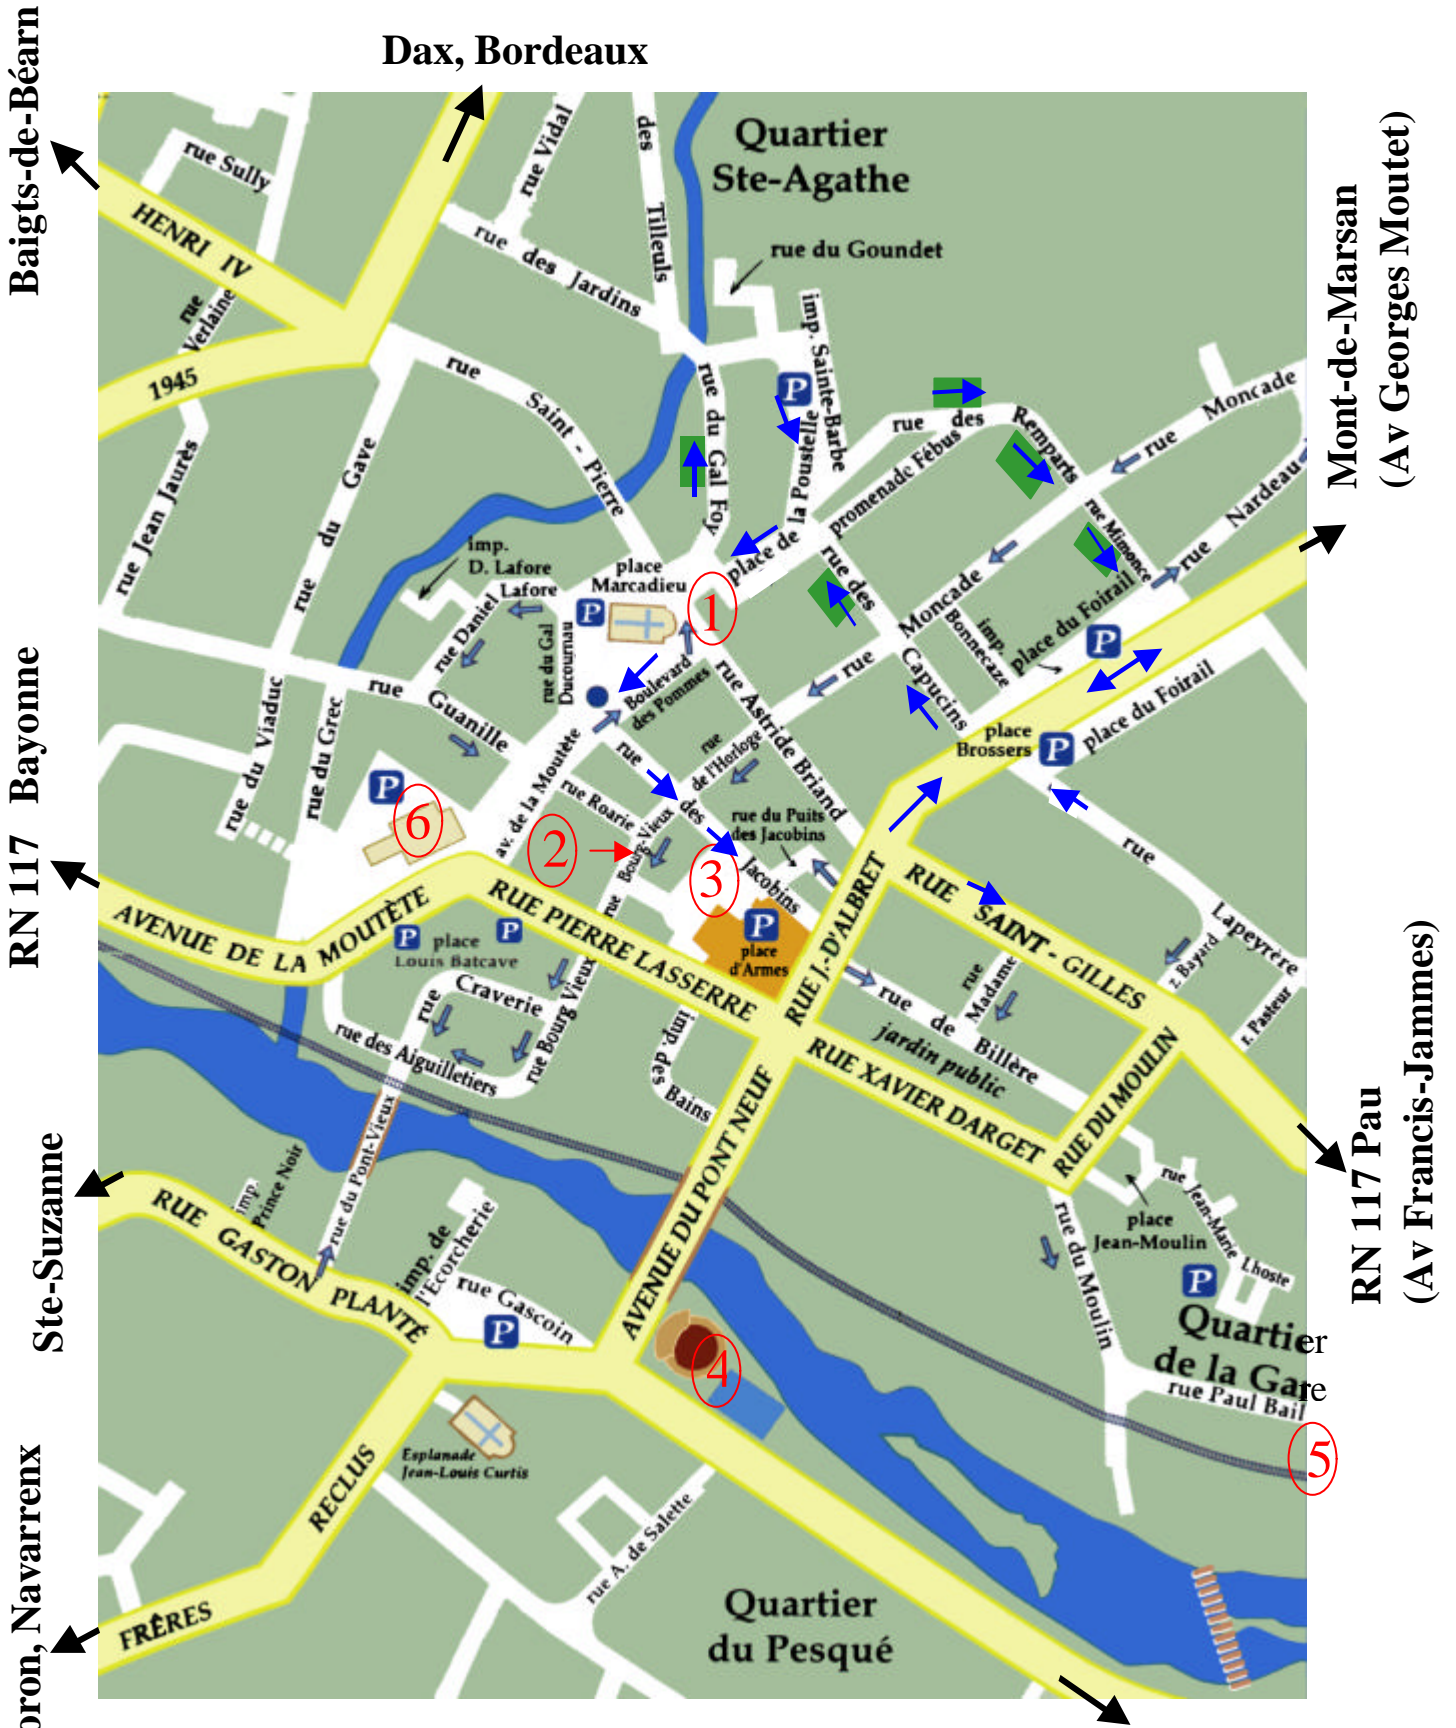 Dax, Bordeaux
Baigts-de-Béarn
Mont-de-Marsan
(Av Georges Moutet)
Quartier
Ste-Agathe
rue Sully
rue Vidal
des
Tilleuls
HENRI IV
rue des Jardins
rue du Goundet
rue
Verlaine
1945
imp. Sainte-Barbe
P
rue
Saint - Pierre
rue du Gal Foy
rue des Remparts
rue Moncade
rue Jean Jaurès
rue du Gave
place de la Poustelle
promenade Fébus
rue Mimonce
rue Nardeau
imp.
D. Lafore
place
Marcadieu
Lafore
rue Daniel
P
1
rue des
Capucins
rue Moncade
imp.
Bonnecaze
place du Foirail
P
rue du Gal
Ducournau
Boulevard
des Pommes
rue Astride Briand
RN 117 Bayonne
rue
Guanille
rue du Viaduc
rue du Grec
place
Brossers
P
place du Foirail
av. de la Moutète
rue
des
Jacobins
rue
de l'Horloge
P
6
rue Roarie
2
rue Bourg-Vieux
3
rue du Puits
des Jacobins
rue
Lapeyrère
P
place
d'Armes
AVENUE DE LA MOUTÈTE
RUE PIERRE LASSERRE
RUE J.-D'ALBRET
RUE SAINT - GILLES
P
place
Louis Batcave
P
rue
Craverie
rue Bourg Vieux
rue des Aiguilletiers
imp. des
Bains
rue de Billère
rue
Madame
r. Bayard
r. Pasteur
jardin public
RUE XAVIER DARGET
RUE DU MOULIN
AVENUE DU PONT NEUF
RN 117 Pau
(Av Francis-Jammes)
Ste-Suzanne
imp.
Prince Noir
rue du Pont-Vieux
RUE GASTON PLANTÉ
imp. de
l'Ecorcherie
rue Gascoin
P
rue du Moulin
place
Jean-Moulin
rue Jean-Marie Lhoste
P
Quartier
de la Gare
rue Paul Bail
4
5
Esplanade
Jean-Louis Curtis
FRÈRES RECLUS
rue A. de Salette
Quartier
du Pesqué
oron, Navarrenx